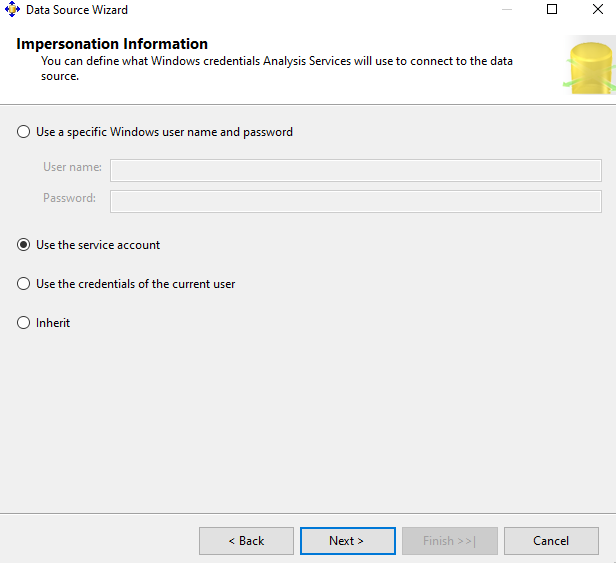 Data Source Wizard
Impersonation Information
You can define what Windows credentials Analysis Services will use to connect to the data
source.
Use a specific Windows user name and password
User name:
Password:
Use the service account
Use the credentials of the current user
Inherit
< Back
Next >
Finish >>|
Cancel